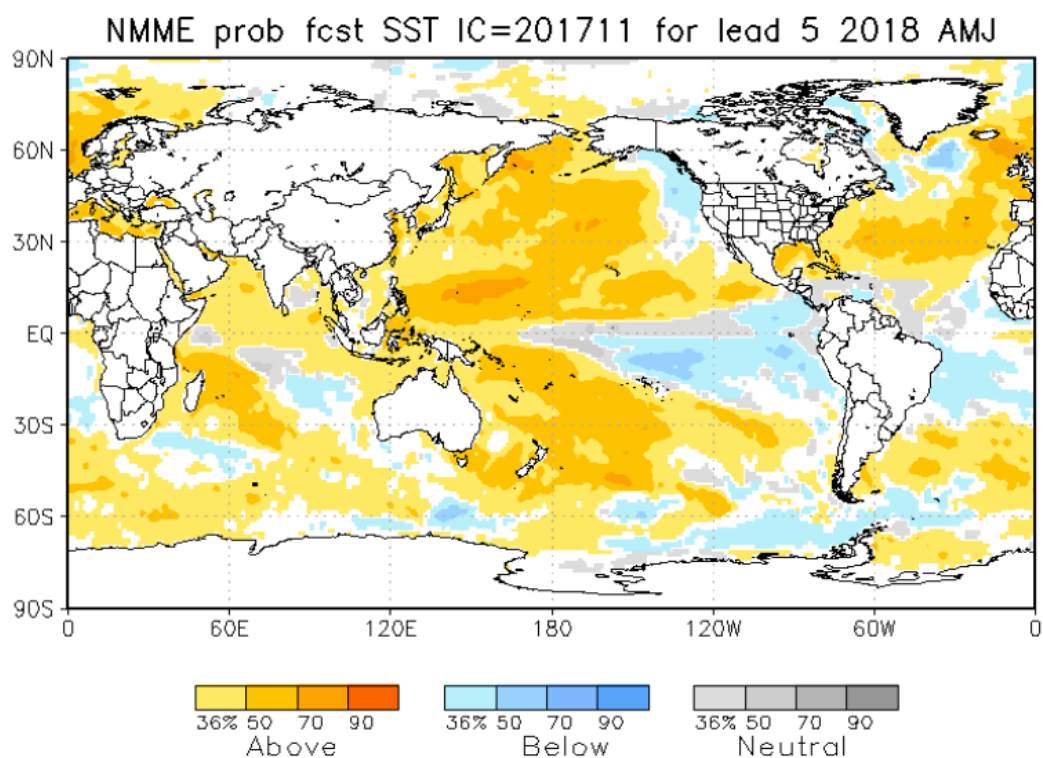 NMME prob fcst SST IC=201711 for lead 5 2018 AMJ
90N
60N
30N
EQ
30S
60S
90S
0 60E 120E 180 120W 60W 0
36% 50 70 90 36% 50 70 90 36% 50 70 90
Above Below Neutral